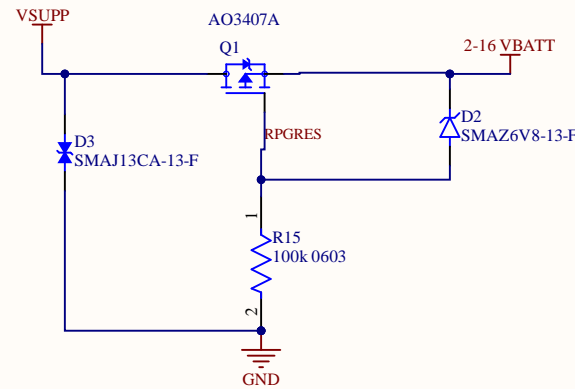 VSUPP
AO3407A
Q1
2-16 VBATT
D3
SMAJ13CA-13-F
RPGRES
D2
SMAZ6V8-13-F
1
R15
100k 0603
2
GND